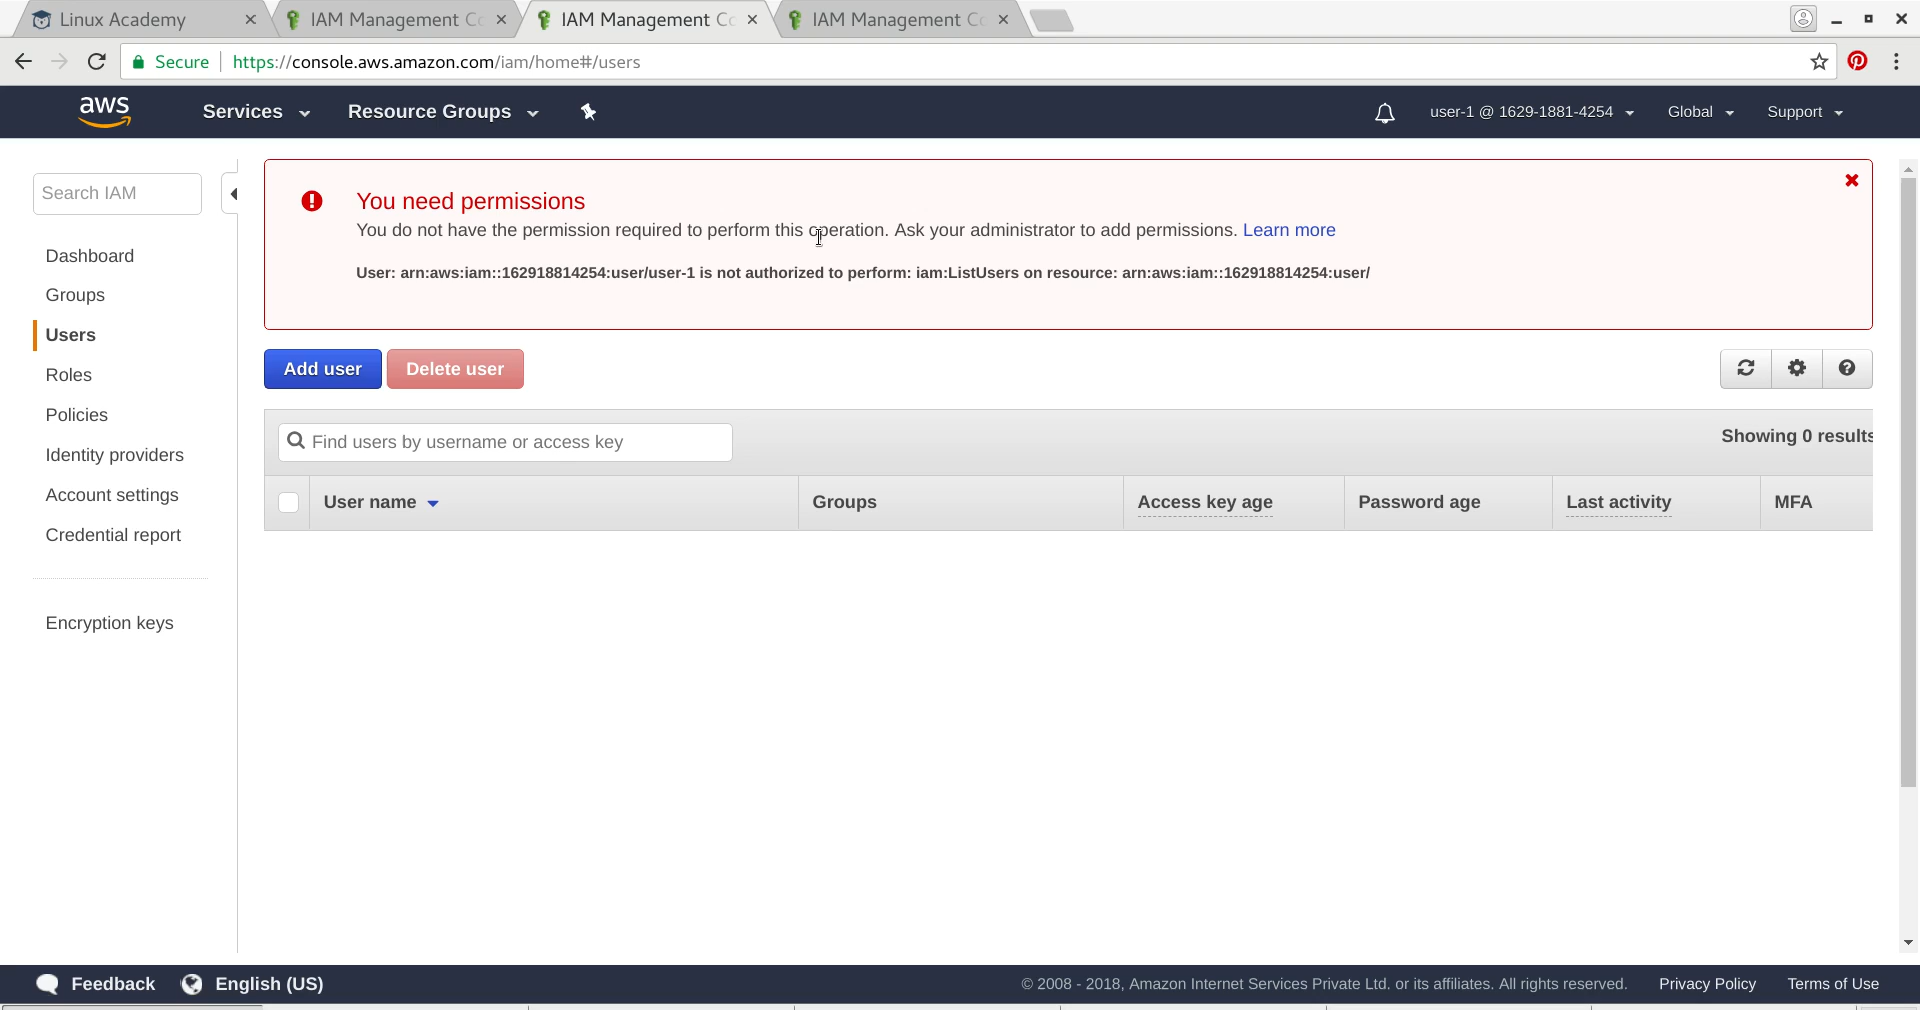 Linux Academy
IAM Management Co
IAM Management Co
IAM Management Co
Secure
https://console.aws.amazon.com/iam/home#/users
aws
Services
Resource Groups
user-1 @ 1629-1881-4254
Global
Support
Search IAM
Dashboard
Groups
Users
Roles
Policies
Identity providers
Account settings
Credential report
Encryption keys
You need permissions
You do not have the permission required to perform this operation. Ask your administrator to add permissions. Learn more
User: arn:aws:iam::162918814254:user/user-1 is not authorized to perform: iam:ListUsers on resource: arn:aws:iam::162918814254:user/
Add user
Delete user
Find users by username or access key
Showing 0 results
User name
Groups
Access key age
Password age
Last activity
MFA
Feedback
English (US)
© 2008 - 2018, Amazon Internet Services Private Ltd. or its affiliates. All rights reserved.
Privacy Policy
Terms of Use